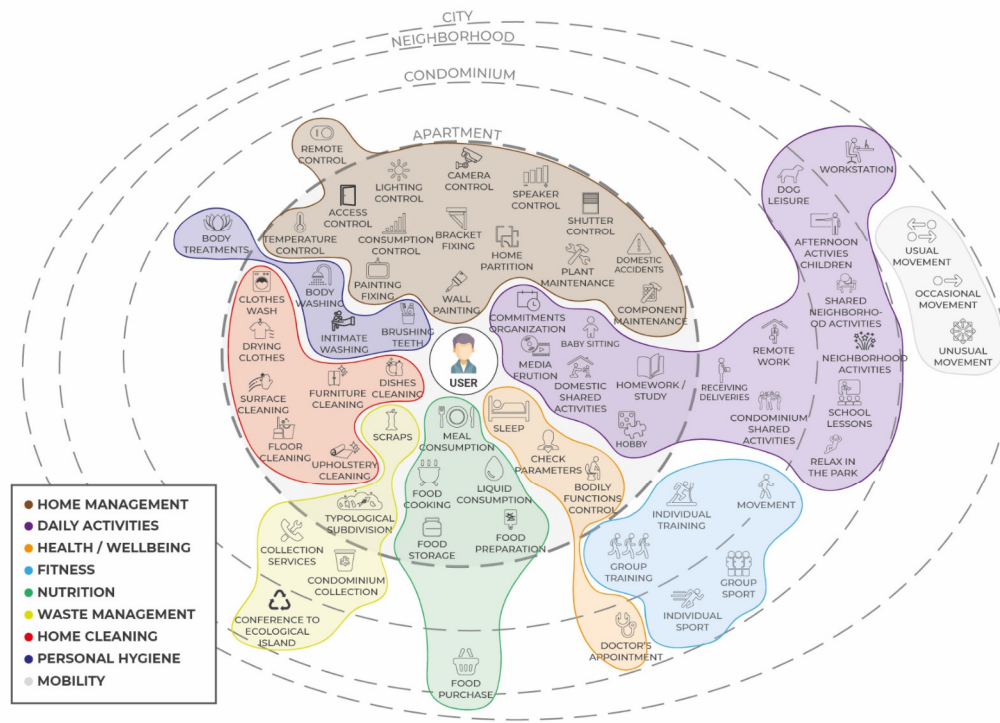 CITY
NEIGHBORHOOD
CONDOMINIUM
APARTMENT
REMOTE
CONTROL
LIGHTING
CONTROL
CAMERA
CONTROL
SPEAKER
CONTROL
SHUTTER
CONTROL
ACCESS
CONTROL
TEMPERATURE
CONTROL
CONSUMPTION
CONTROL
BRACKET
FIXING
HOME
PARTITION
PLANT
MAINTENANCE
DOMESTIC
ACCIDENTS
PAINTING
FIXING
WALL
PAINTING
COMPONENT
MAINTENANCE
BODY
TREATMENTS
BODY
WASHING
INTIMATE
WASHING
BRUSHING
TEETH
CLOTHES
WASH
DRYING
CLOTHES
SURFACE
CLEANING
FURNITURE
CLEANING
DISHES
CLEANING
FLOOR
CLEANING
UPHOLSTERY
CLEANING
USER
COMMITMENTS
ORGANIZATION
BABY SITTING
MEDIA
FRUTION
DOMESTIC
SHARED
ACTIVITIES
HOMEWORK /
STUDY
HOBBY
RECEIVING
DELIVERIES
REMOTE
WORK
CONDOMINIUM
SHARED
ACTIVITIES
DOG
LEISURE
WORKSTATION
AFTERNOON
ACTIVIES
CHILDREN
SHARED
NEIGHBORHO-
OD ACTIVITIES
NEIGHBORHOOD
ACTIVITIES
SCHOOL
LESSONS
RELAX IN
THE PARK
USUAL
MOVEMENT
OCCASIONAL
MOVEMENT
UNUSUAL
MOVEMENT
SCRAPS
TYPOLOGICAL
SUBDIVISION
COLLECTION
SERVICES
CONDOMINIUM
COLLECTION
CONFERENCE TO
ECOLOGICAL
ISLAND
MEAL
CONSUMPTION
FOOD
COOKING
LIQUID
CONSUMPTION
FOOD
STORAGE
FOOD
PREPARATION
FOOD
PURCHASE
SLEEP
CHECK
PARAMETERS
BODILY
FUNCTIONS
CONTROL
DOCTOR'S
APPOINTMENT
INDIVIDUAL
TRAINING
MOVEMENT
GROUP
TRAINING
GROUP
SPORT
INDIVIDUAL
SPORT
HOME MANAGEMENT
DAILY ACTIVITIES
HEALTH / WELLBEING
FITNESS
NUTRITION
WASTE MANAGEMENT
HOME CLEANING
PERSONAL HYGIENE
MOBILITY